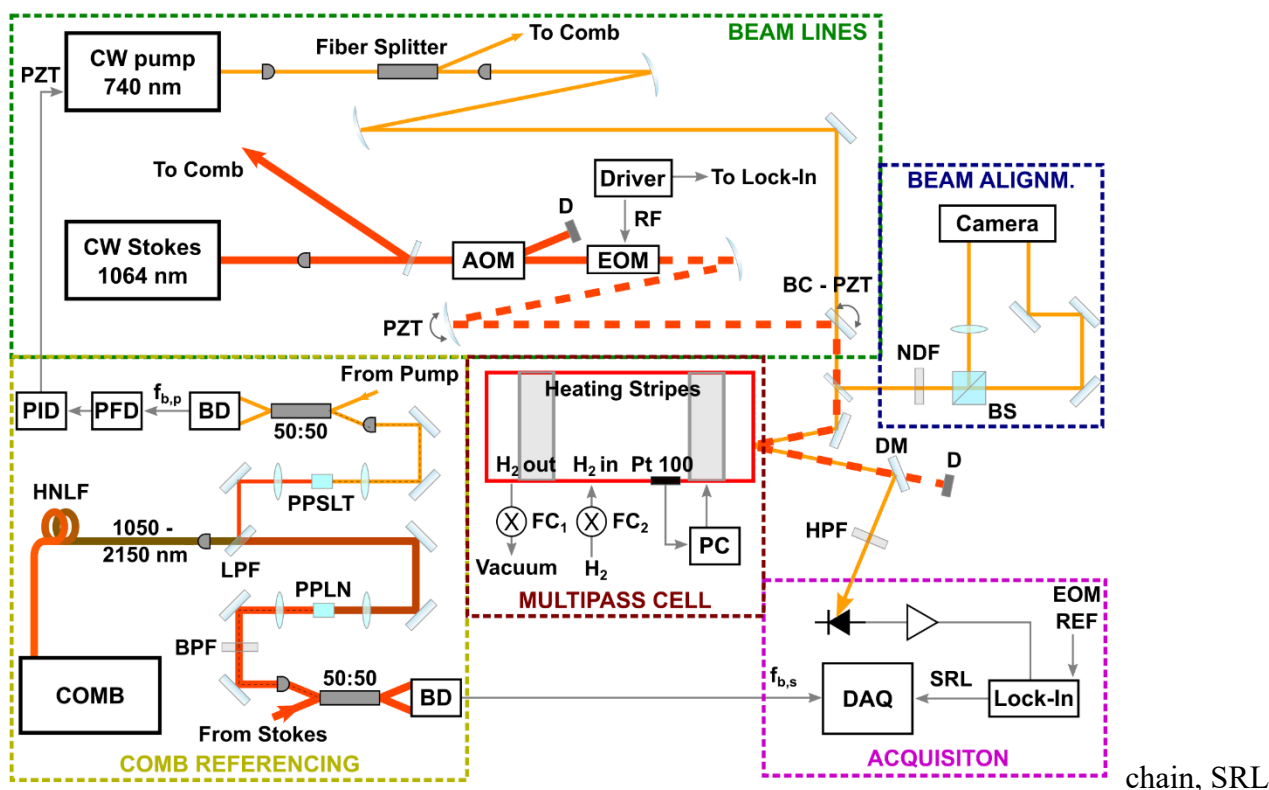 BEAM LINES
To Comb
Fiber Splitter
PZT
CW pump
740 nm
To Comb
Driver
To Lock-In
RF
D
CW Stokes
1064 nm
AOM
EOM
PZT
BC - PZT
BEAM ALIGNM.
Camera
NDF
BS
From Pump
PID
PFD
f_{b,p}
BD
50:50
HNLF
PPSLT
1050 -
2150 nm
LPF
PPLN
BPF
COMB
50:50
BD
From Stokes
COMB REFERENCING
Heating Stripes
H₂ out
H₂ in
Pt 100
FC₁
FC₂
PC
Vacuum
H₂
MULTIPASS CELL
DM
D
HPF
EOM
REF
f_{b,s}
DAQ
SRL
Lock-In
ACQUISITON
chain, SRL